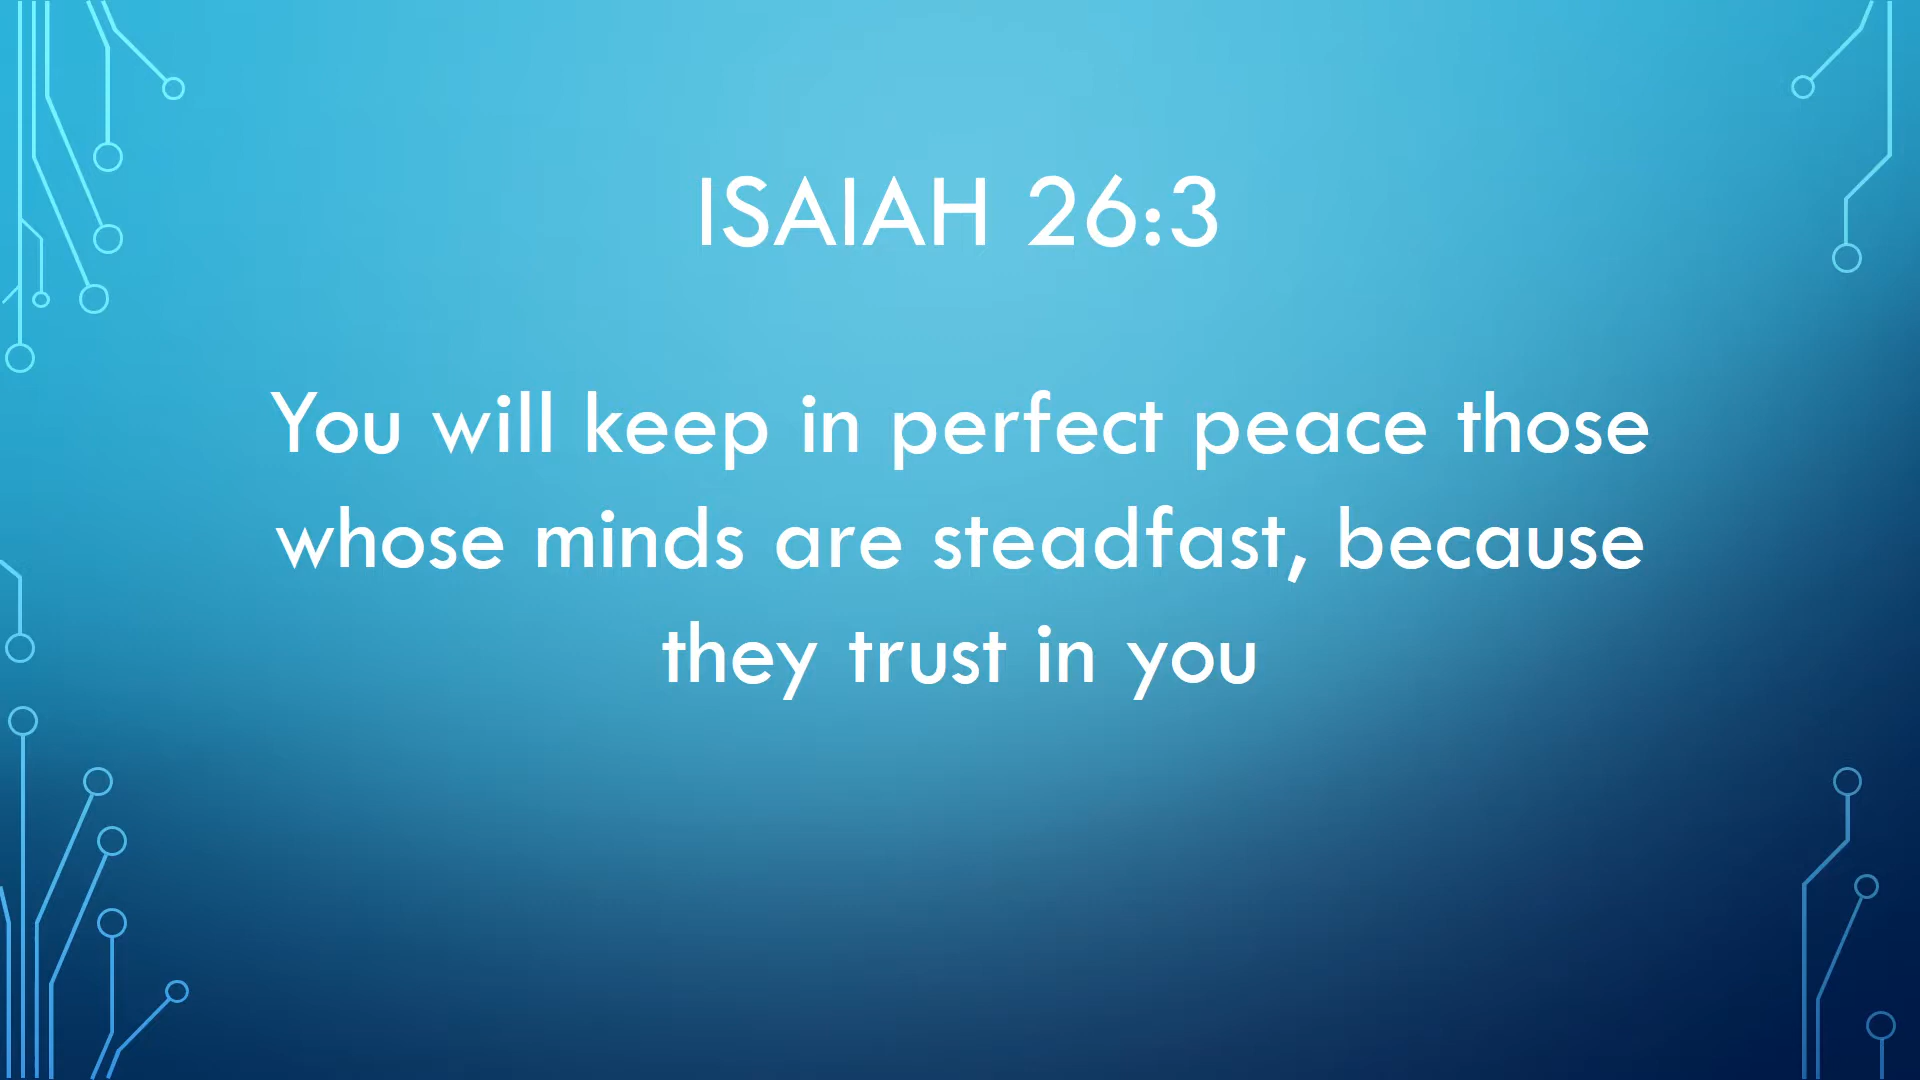 ISAIAH 26:3
You will keep in perfect peace those
whose minds are steadfast, because
they trust in you